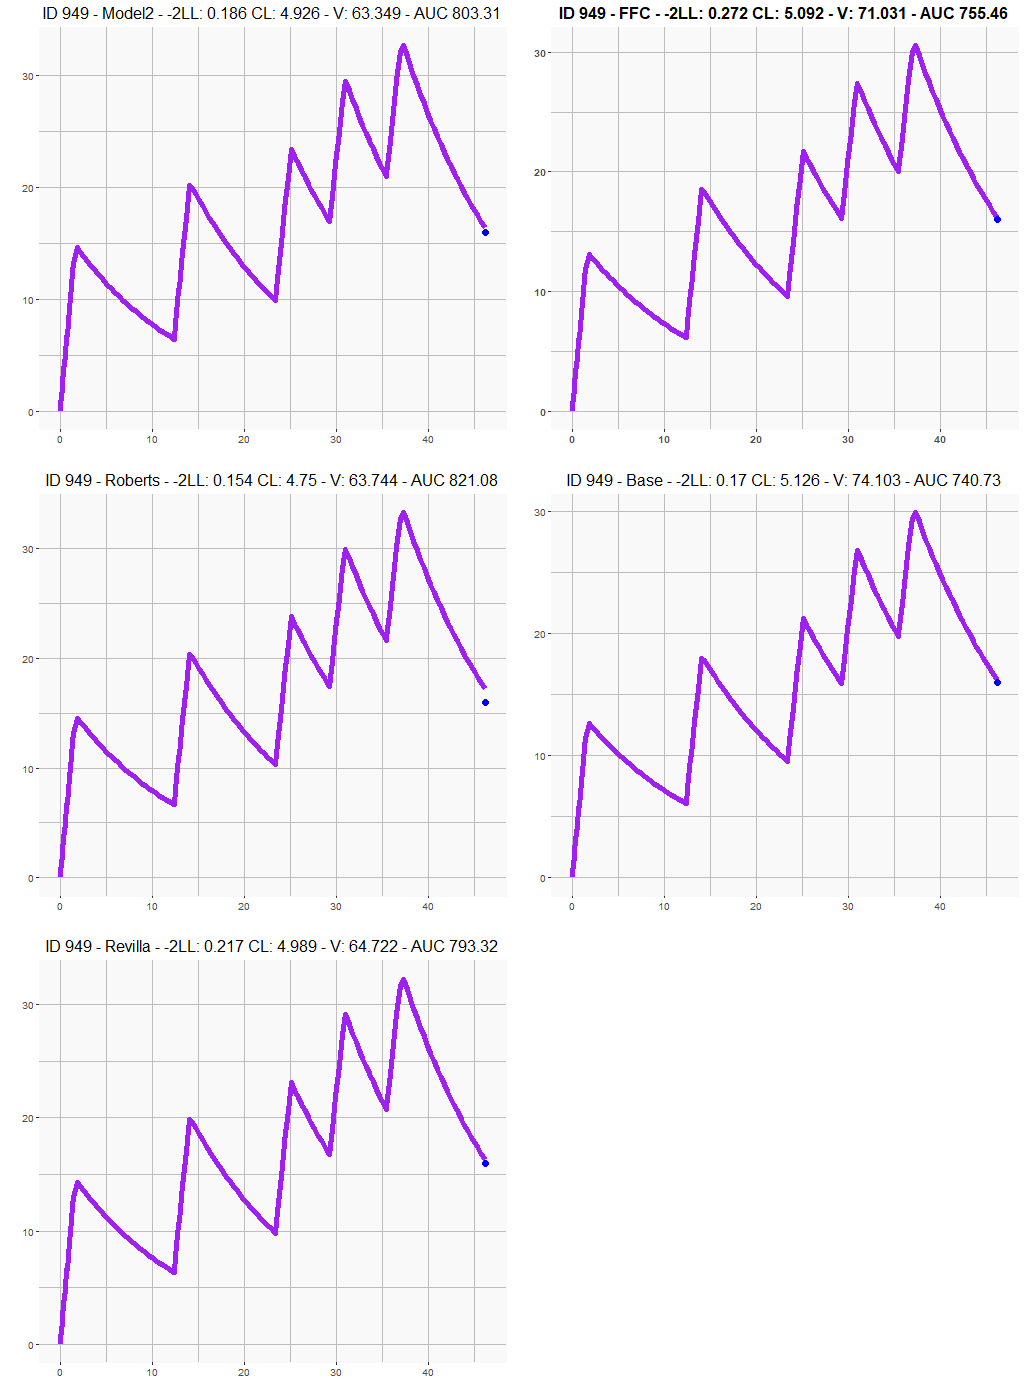 ID 949 - Model2 - -2LL: 0.186 CL: 4.926 - V: 63.349 - AUC 803.31
30
20
10
0
0 10 20 30 40
ID 949 - FFC - -2LL: 0.272 CL: 5.092 - V: 71.031 - AUC 755.46
30
20
10
0
0 10 20 30 40
ID 949 - Roberts - -2LL: 0.154 CL: 4.75 - V: 63.744 - AUC 821.08
30
20
10
0
0 10 20 30 40
ID 949 - Base - -2LL: 0.17 CL: 5.126 - V: 74.103 - AUC 740.73
30
20
10
0
0 10 20 30 40
ID 949 - Revilla - -2LL: 0.217 CL: 4.989 - V: 64.722 - AUC 793.32
30
20
10
0
0 10 20 30 40